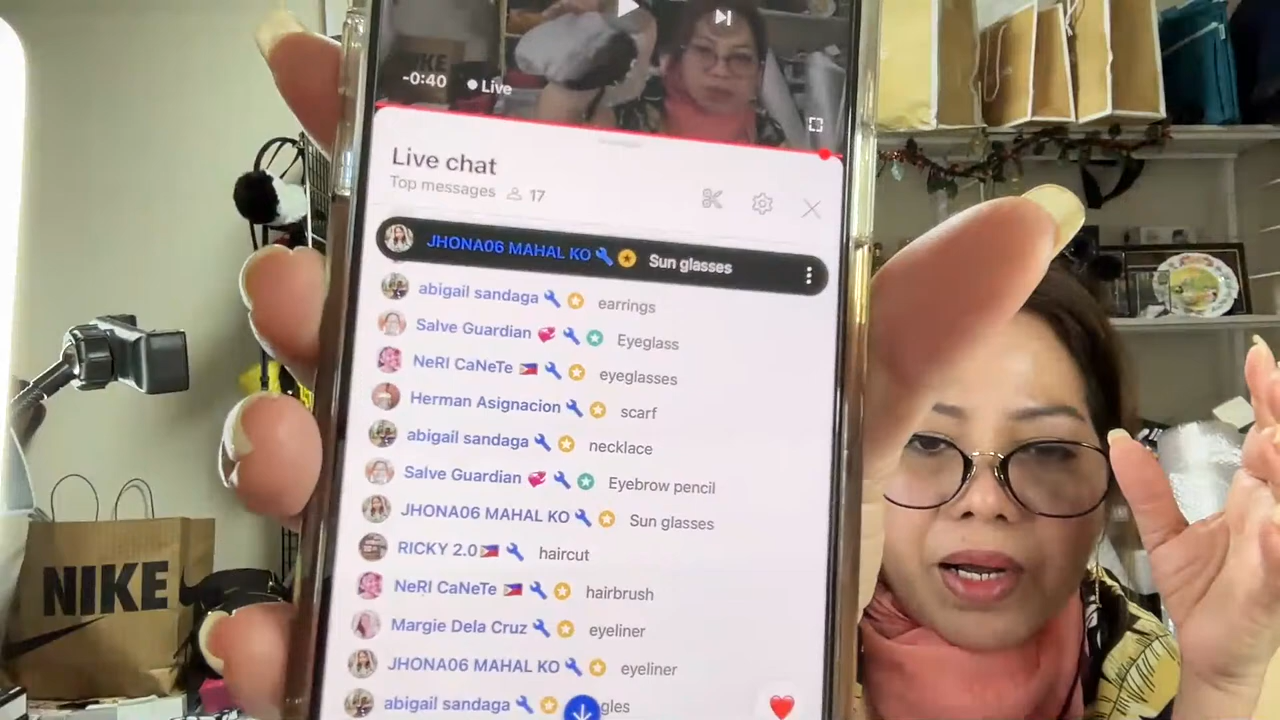 -0:40 Live
Live chat
Top messages 17
JHONA06 MAHAL KO Sun glasses
abigail sandaga earrings
Salve Guardian Eyeglass
NeRI CaNeTe eyeglasses
Herman Asignacion scarf
abigail sandaga necklace
Salve Guardian Eyebrow pencil
JHONA06 MAHAL KO Sun glasses
RICKY 2.0 haircut
NeRI CaNeTe hairbrush
Margie Dela Cruz eyeliner
JHONA06 MAHAL KO eyeliner
abigail sandaga
NIKE